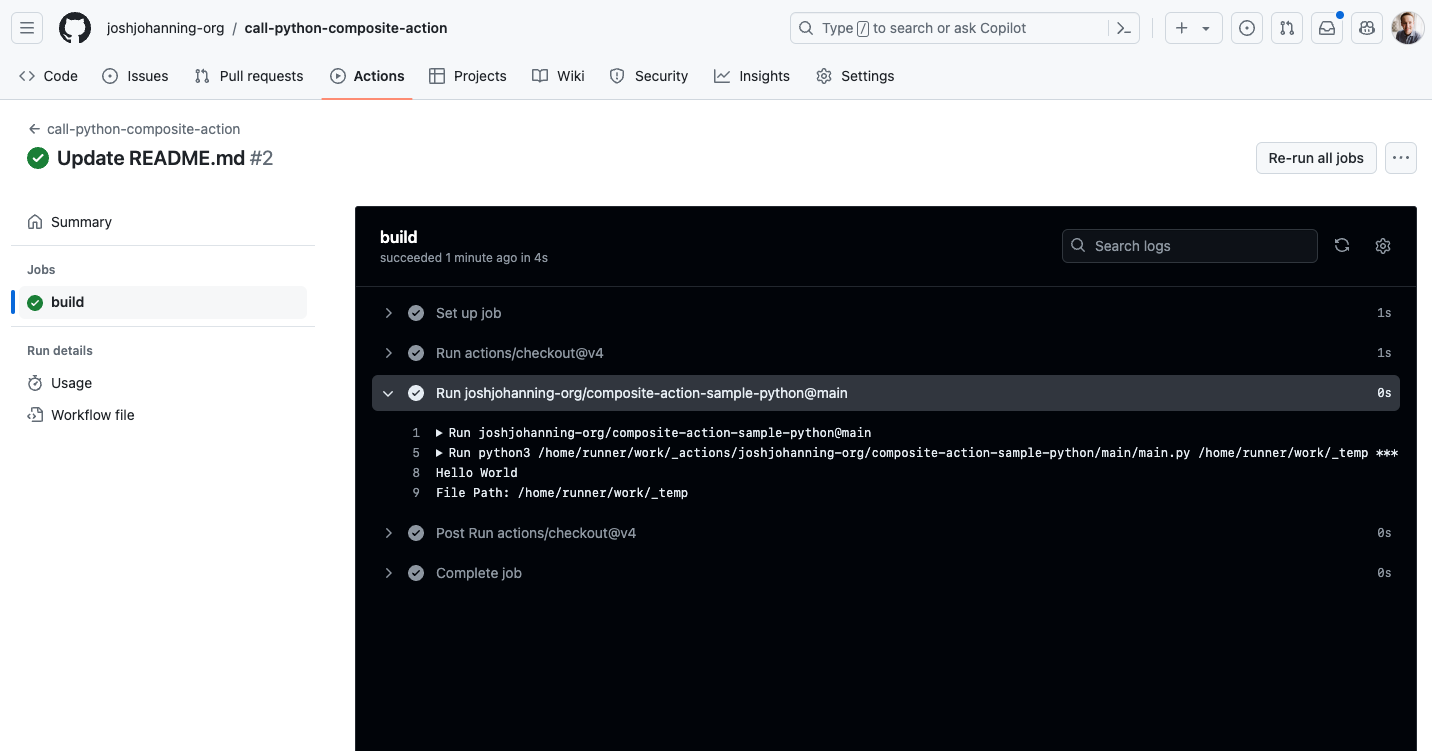 joshjohanning-org / call-python-composite-action
Type / to search or ask Copilot
Code Issues Pull requests Actions Projects Wiki Security Insights Settings
call-python-composite-action
Update README.md #2
Re-run all jobs
Summary
Jobs
build
Run details
Usage
Workflow file
build
succeeded 1 minute ago in 4s
Search logs
Set up job 1s
Run actions/checkout@v4 1s
Run joshjohanning-org/composite-action-sample-python@main 0s
1 Run joshjohanning-org/composite-action-sample-python@main
5 Run python3 /home/runner/work/_actions/joshjohanning-org/composite-action-sample-python/main/main.py /home/runner/work/_temp ***
8 Hello World
9 File Path: /home/runner/work/_temp
Post Run actions/checkout@v4 0s
Complete job 0s